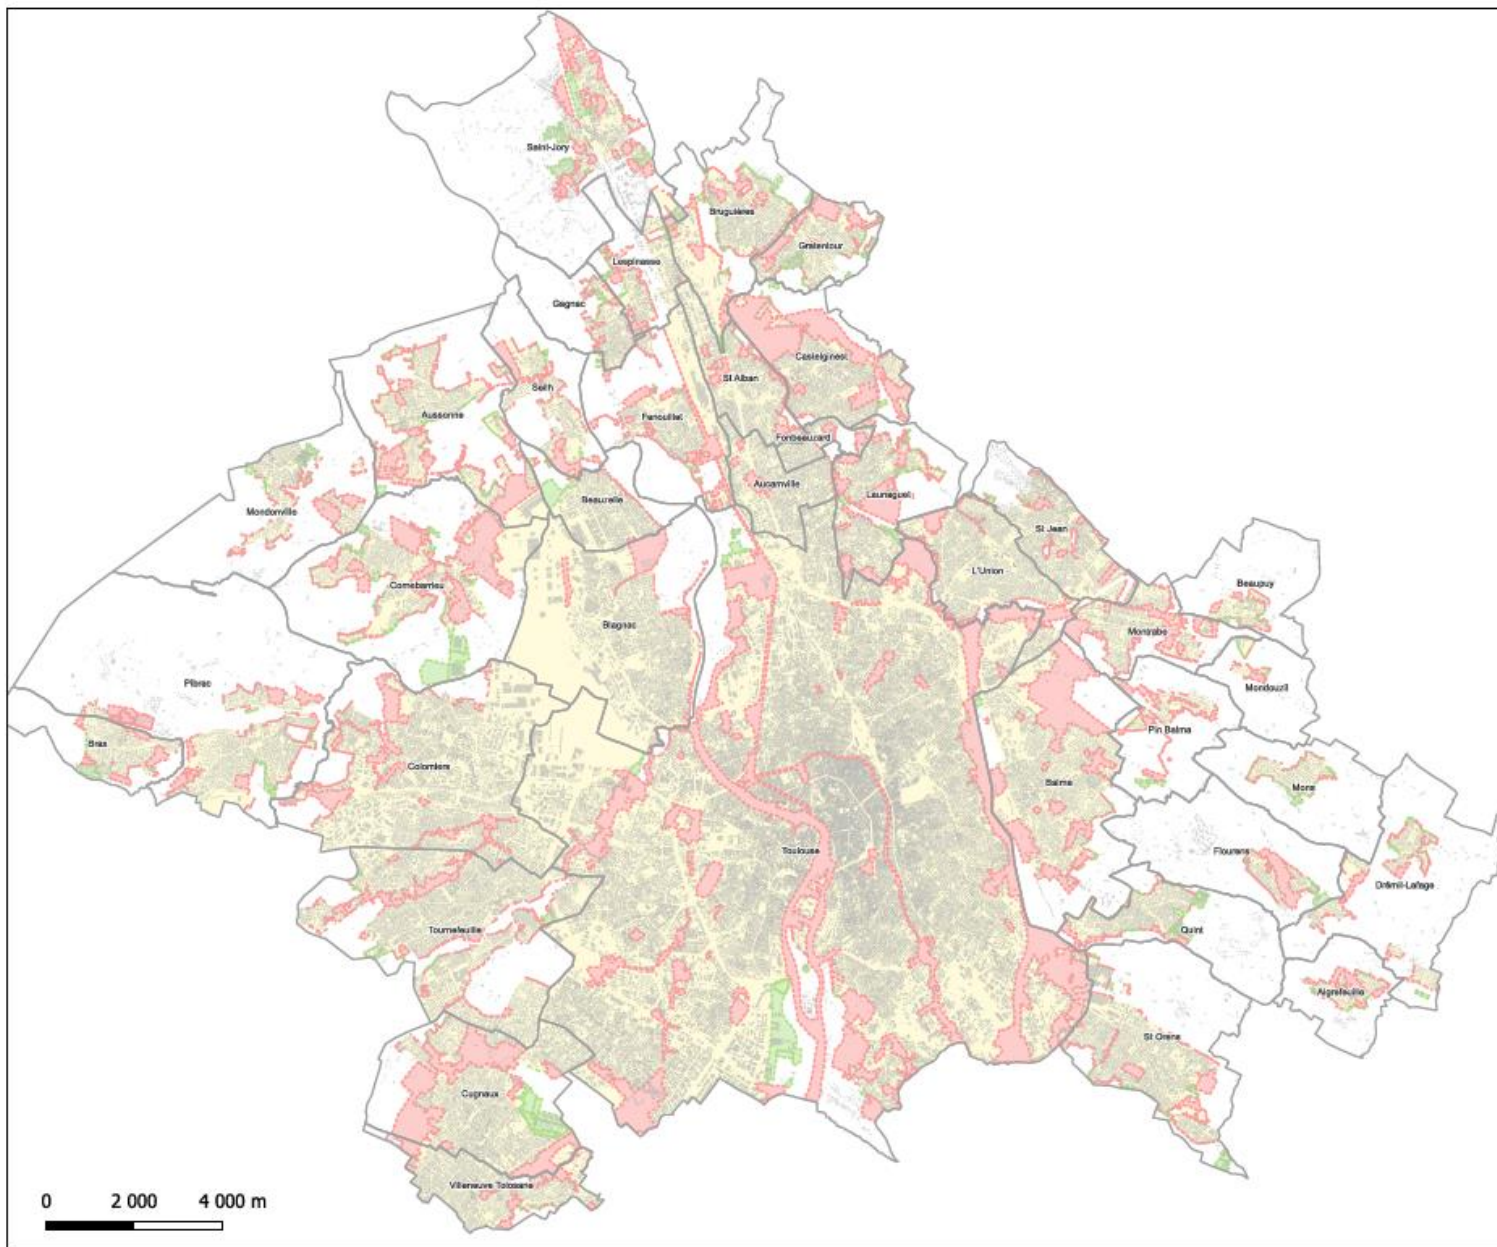 Saint-Jory
Bruguières
Gratentour
Lespinasse
Gagnac
Castelginest
St Alban
Seilh
Aussonne
Fenouillet
Fonbeauzard
Aucamville
Launaguet
Beauzelle
Mondonville
St Jean
L'Union
Cornebarrieu
Beaupuy
Blagnac
Montrabe
Pibrac
Mondouzil
Brax
Pin Balma
Colomiers
Balma
Mons
Toulouse
Flourens
Drémil-Lafage
Tournefeuille
Quint
Aigrefeuille
St Orens
Cugnaux
Villeneuve Tolosane
0 2 000 4 000 m